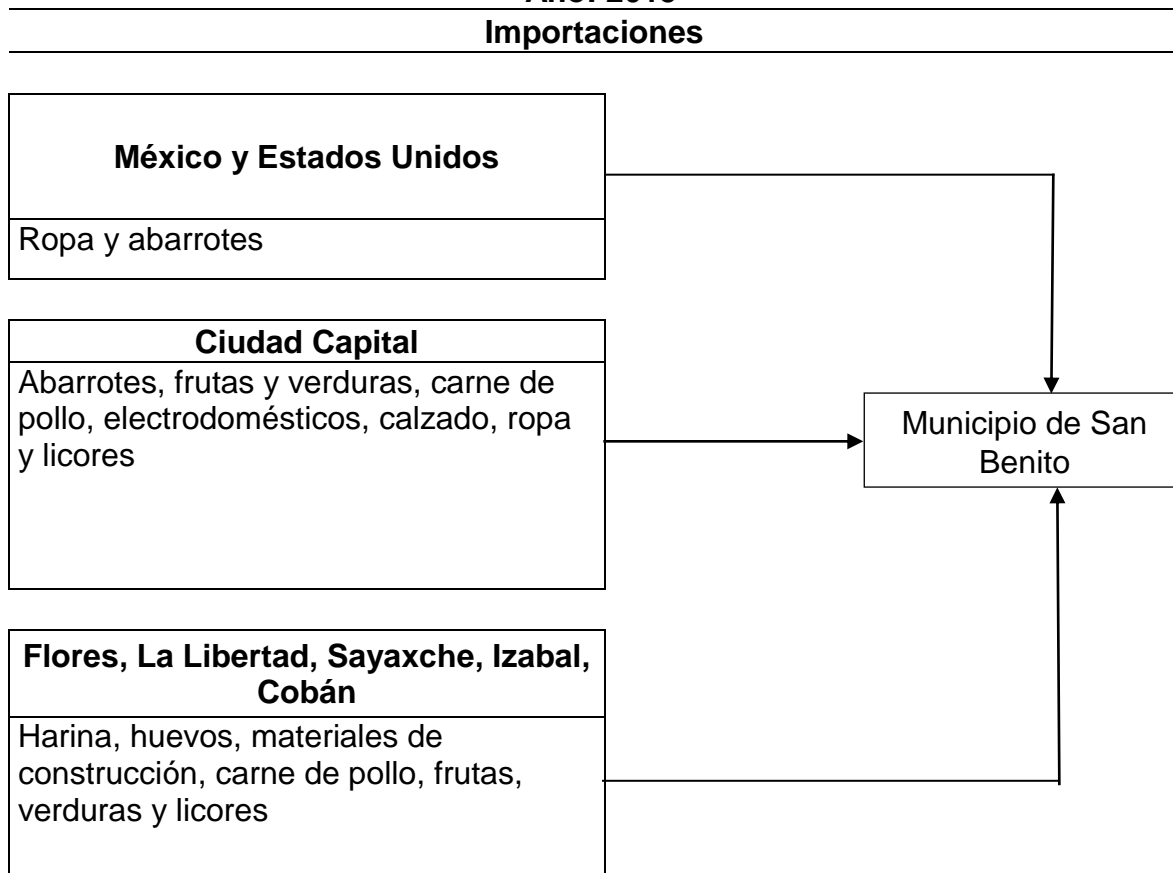 Importaciones
México y Estados Unidos
Ropa y abarrotes
Ciudad Capital
Abarrotes, frutas y verduras, carne de
pollo, electrodomésticos, calzado, ropa
y licores
Municipio de San
Benito
Flores, La Libertad, Sayaxche, Izabal,
Cobán
Harina, huevos, materiales de
construcción, carne de pollo, frutas,
verduras y licores